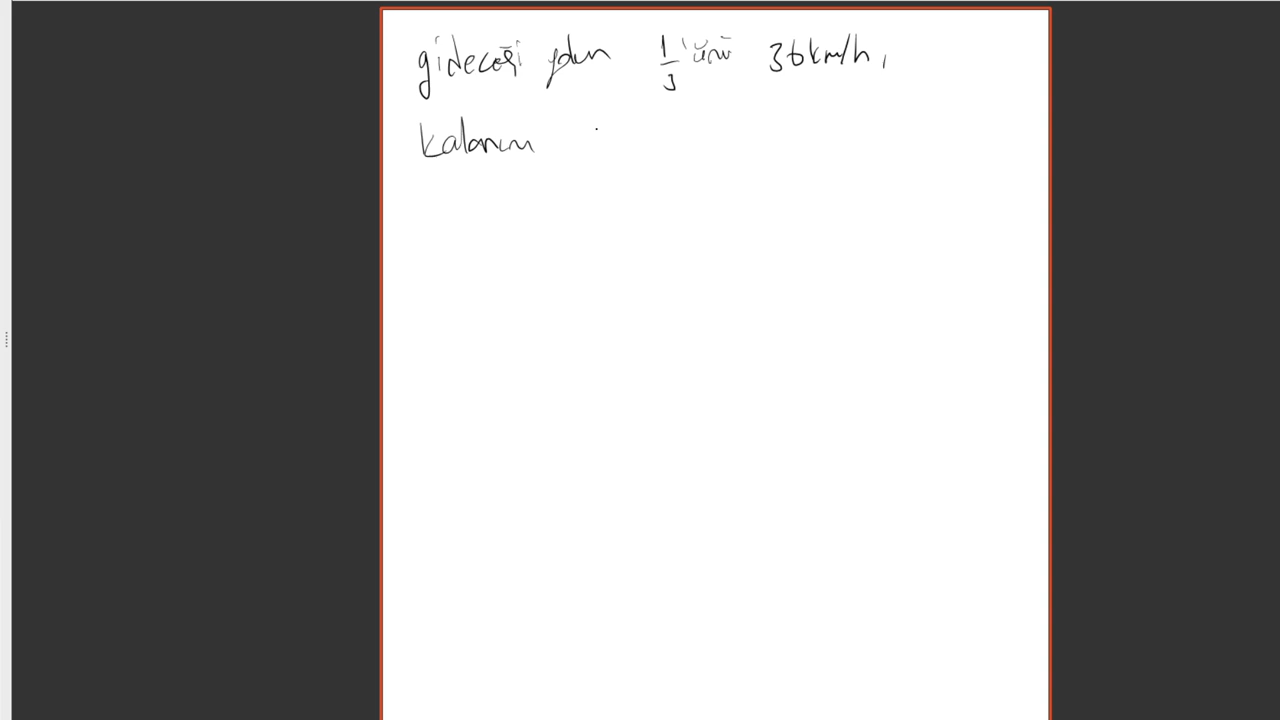 gideceği yolun 1/3 'ünü 36km/h,
kalanını